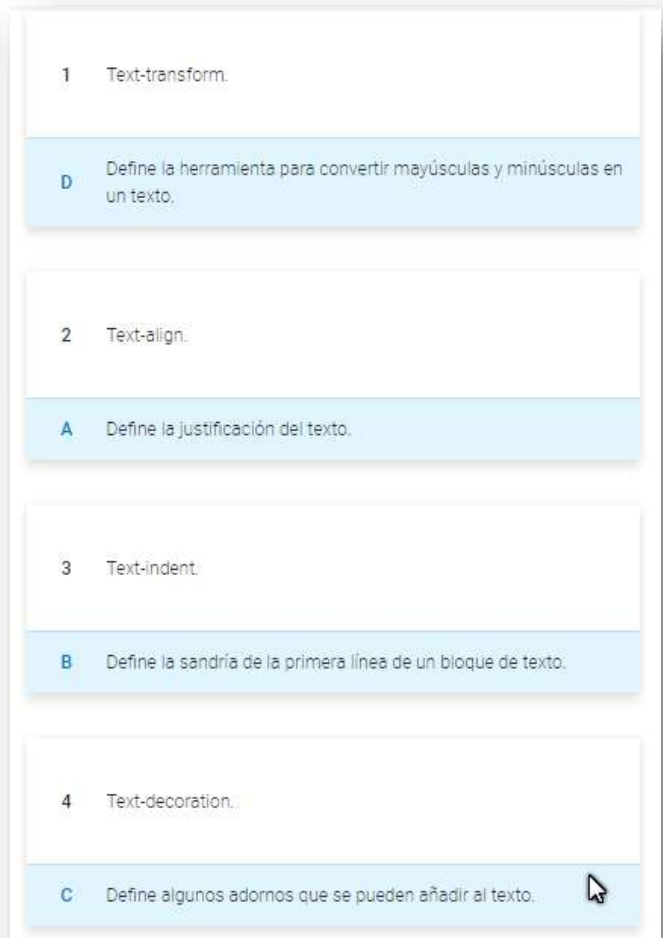 1 Text-transform.
D Define la herramienta para convertir mayúsculas y minúsculas en
un texto.
2 Text-align.
A Define la justificación del texto.
3 Text-indent.
B Define la sandría de la primera línea de un bloque de texto.
4 Text-decoration.
C Define algunos adornos que se pueden añadir al texto.